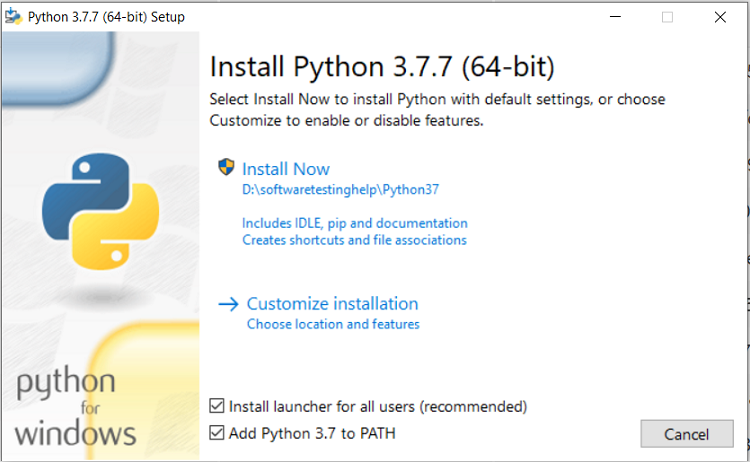 Python 3.7.7 (64-bit) Setup
Install Python 3.7.7 (64-bit)
Select Install Now to install Python with default settings, or choose
Customize to enable or disable features.
Install Now
D:\softwaretestinghelp\Python37
Includes IDLE, pip and documentation
Creates shortcuts and file associations
Customize installation
Choose location and features
python
for
windows
Install launcher for all users (recommended)
Add Python 3.7 to PATH
Cancel